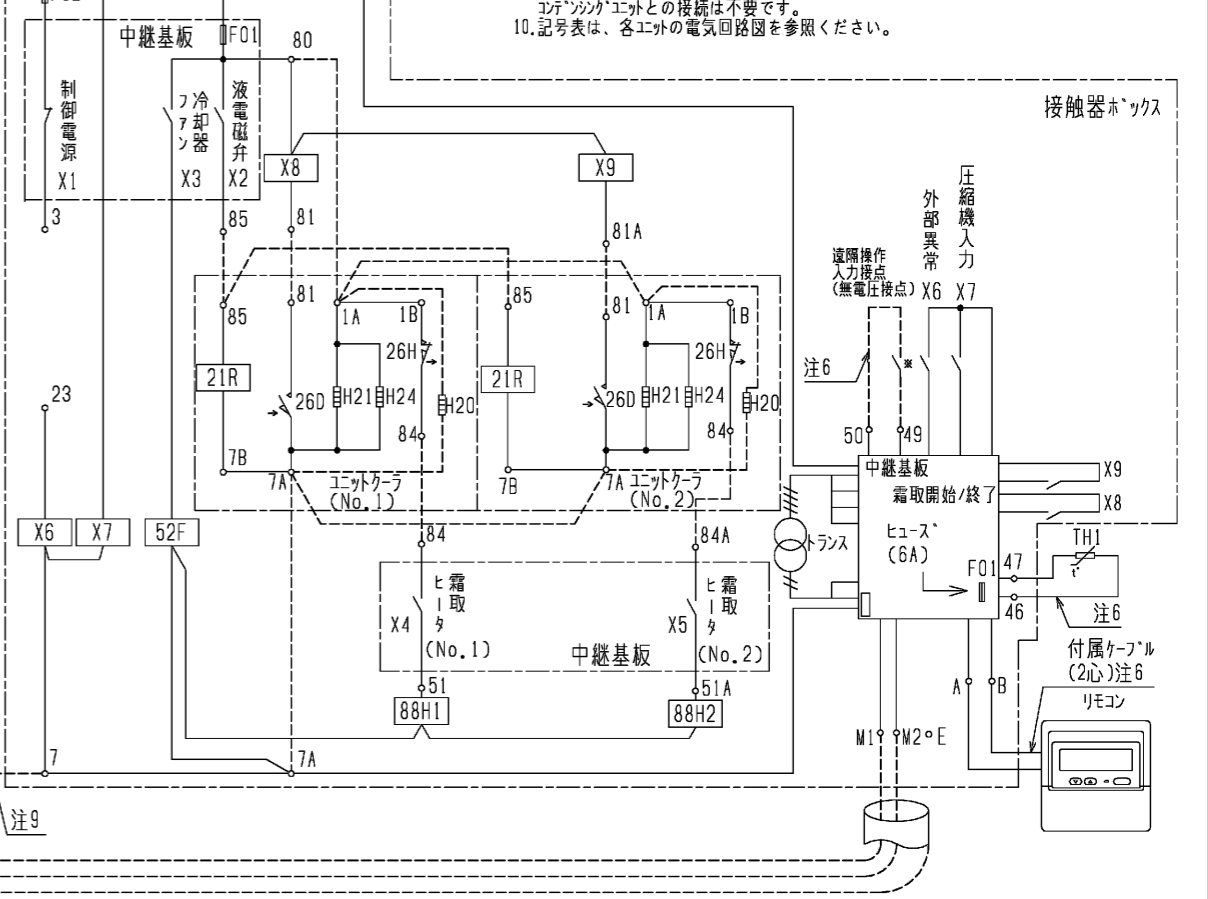 コンデンシングユニットとの接続は不要です。
10.記号表は、各ユニットの電気回路図を参照ください。
中継基板
F01
80
接触器ボックス
制御電源
X1
冷却器ファン
X3
液電磁弁
X2
X8
X9
3
85
81
81A
外部異常
X6
圧縮機入力
X7
遠隔操作
入力接点
(無電圧接点)
85
81
1A
1B
85
81
1A
1B
注6
※
26H
26H
21R
26D
H21
H24
H20
21R
26D
H21
H24
H20
23
84
84
50
49
7B
7A
ユニットクーラ
(No.1)
7B
7A
ユニットクーラ
(No.2)
中継基板
霜取開始/終了
X9
X8
X6
X7
52F
84
84A
トランス
ヒューズ
(6A)
TH1
t°
F01
47
46
注6
霜取ヒータ
X4
(No.1)
霜取ヒータ
X5
(No.2)
中継基板
付属ケーブル
(2心)注6
リモコン
51
51A
A
B
88H1
88H2
M1
M2
E
7
7A
注9